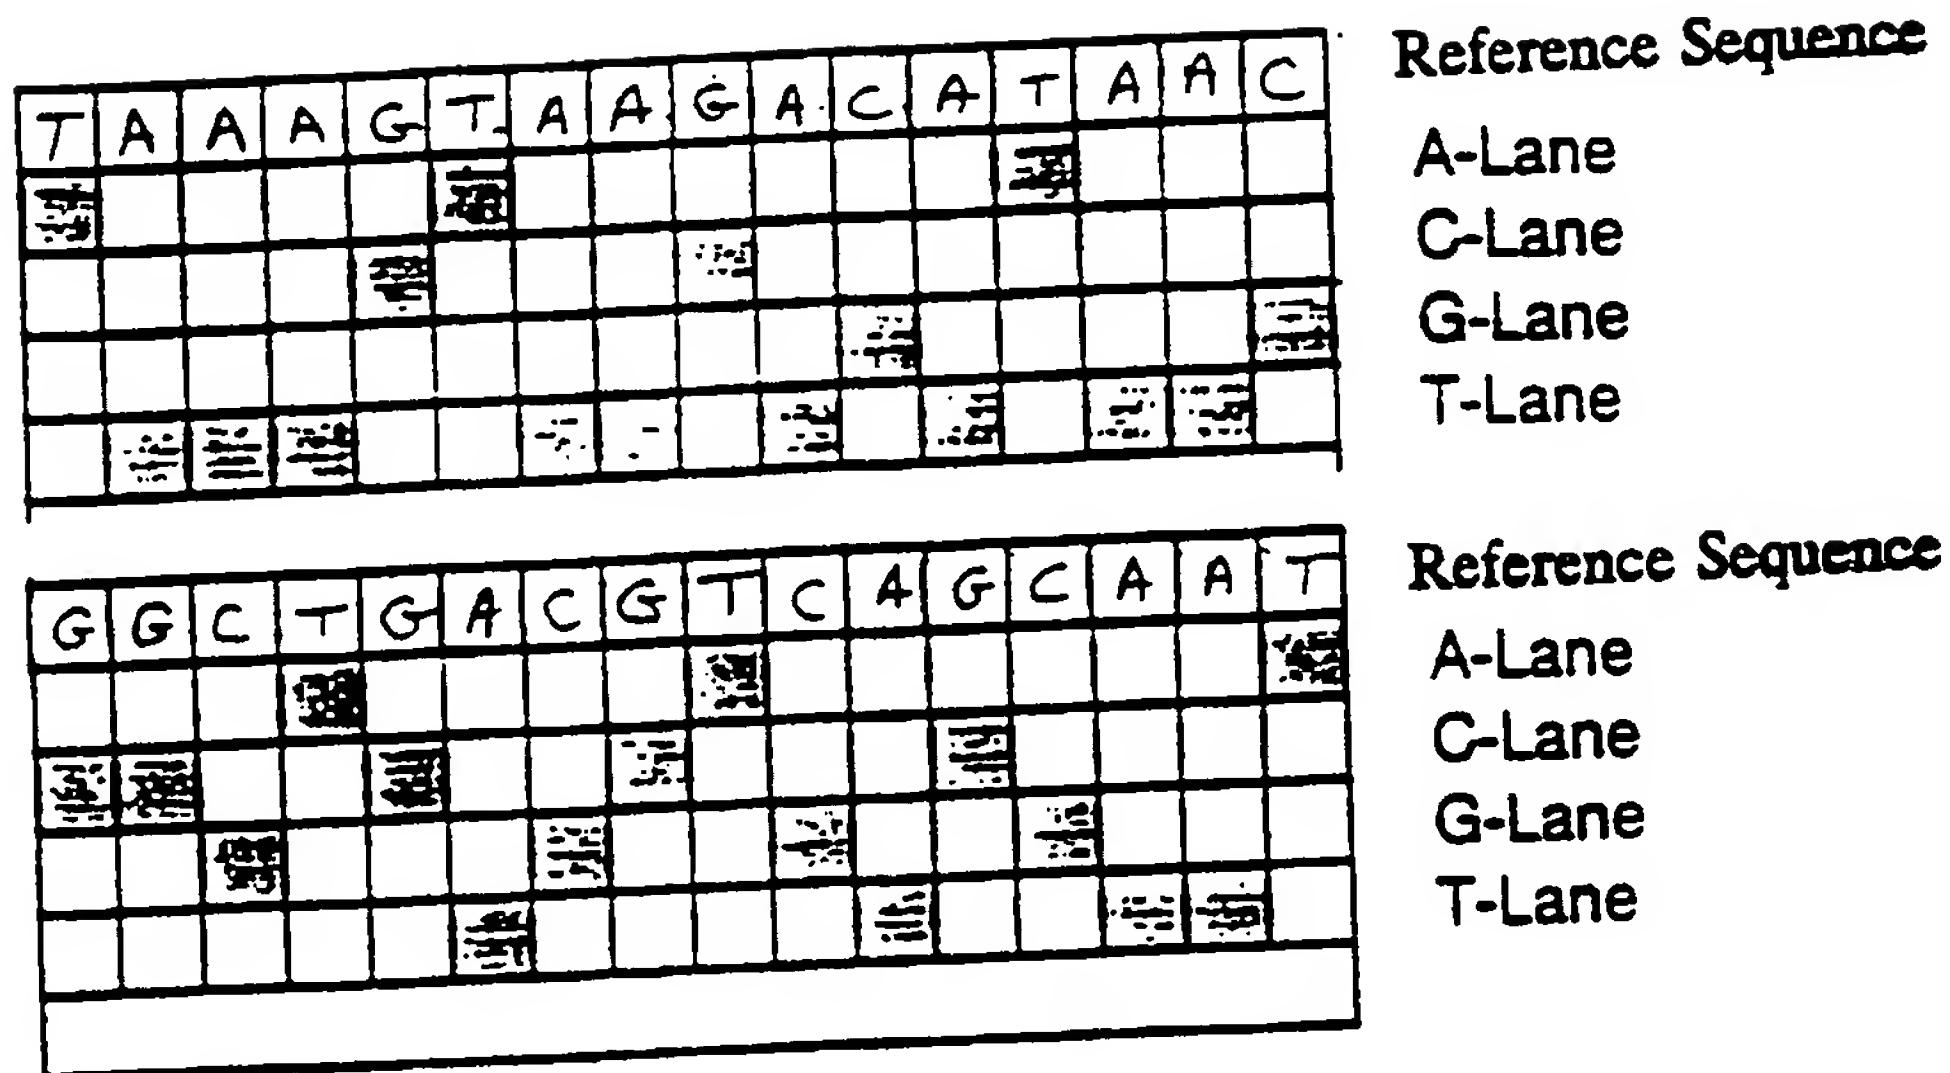 T A A A G T A A G A C A T A A C Reference Sequence
A-Lane
C-Lane
G-Lane
T-Lane
G G C T G A C G T C A G C A A T Reference Sequence
A-Lane
C-Lane
G-Lane
T-Lane